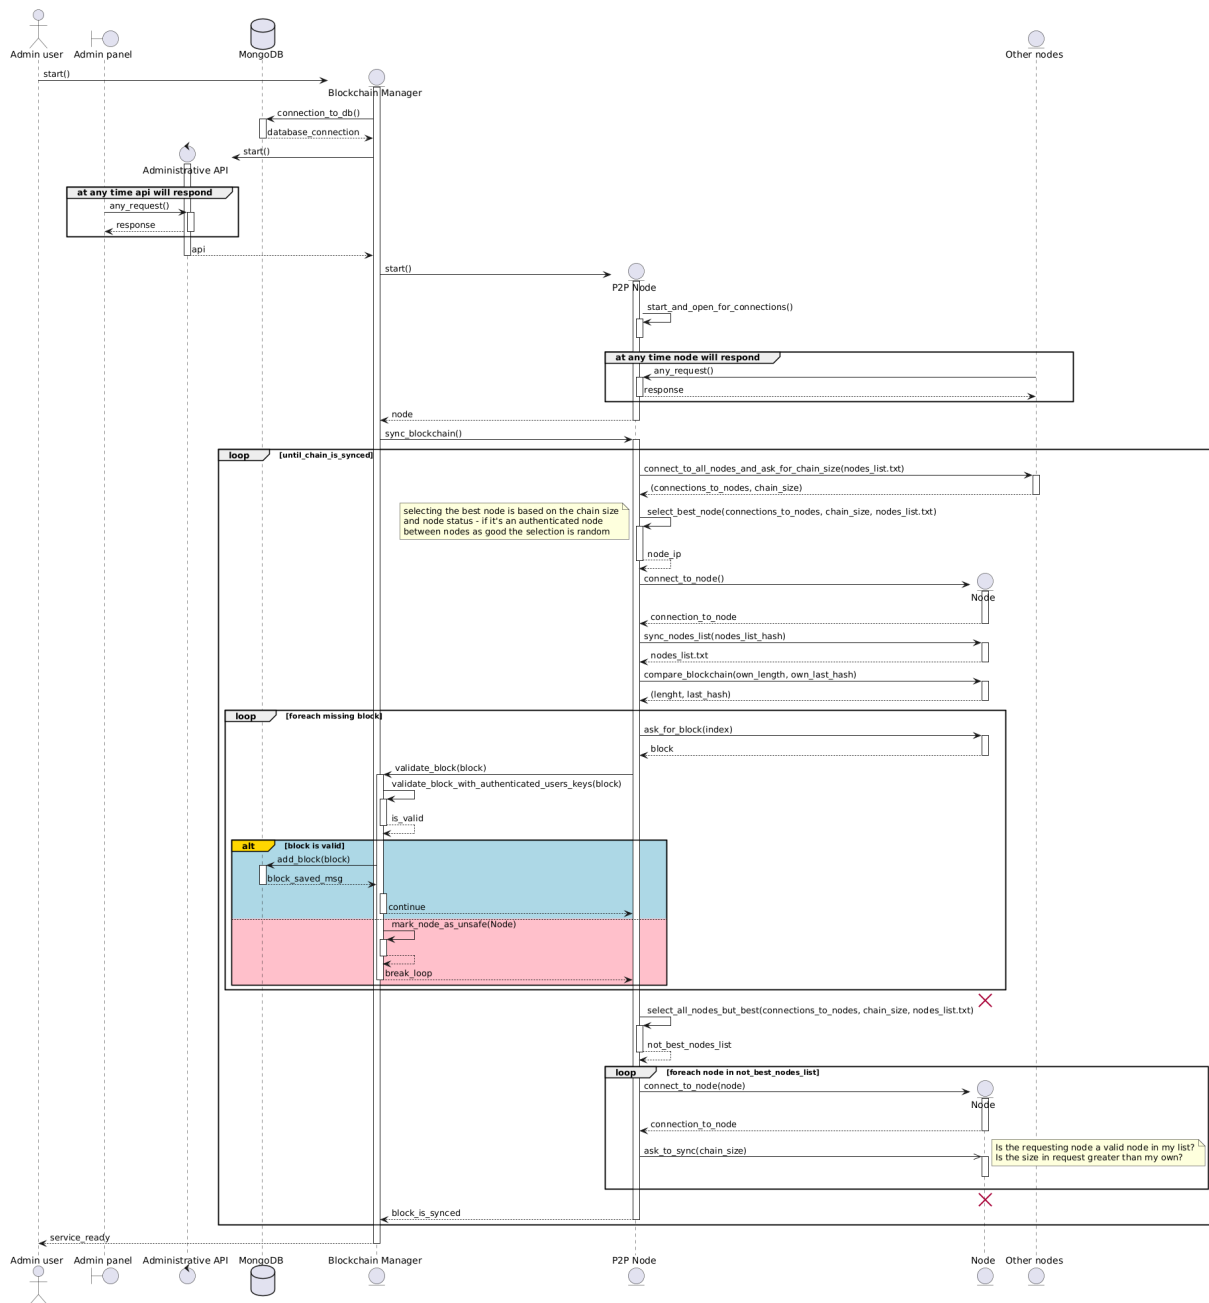 Admin user
Admin panel
MongoDB
Other nodes
start()
Blockchain Manager
connection_to_db()
database_connection
start()
Administrative API
at any time api will respond
any_request()
response
api
start()
P2P Node
start_and_open_for_connections()
at any time node will respond
any_request()
response
node
sync_blockchain()
loop [until_chain_is_synced]
connect_to_all_nodes_and_ask_for_chain_size(nodes_list.txt)
(connections_to_nodes, chain_size)
selecting the best node is based on the chain size
and node status - if it's an authenticated node
between nodes as good the selection is random
select_best_node(connections_to_nodes, chain_size, nodes_list.txt)
node_ip
connect_to_node()
Node
connection_to_node
sync_nodes_list(nodes_list_hash)
nodes_list.txt
compare_blockchain(own_length, own_last_hash)
(lenght, last_hash)
loop [foreach missing block]
ask_for_block(index)
block
validate_block(block)
validate_block_with_authenticated_users_keys(block)
is_valid
alt [block is valid]
add_block(block)
block_saved_msg
continue
mark_node_as_unsafe(Node)
break_loop
select_all_nodes_but_best(connections_to_nodes, chain_size, nodes_list.txt)
not_best_nodes_list
loop [foreach node in not_best_nodes_list]
connect_to_node(node)
Node
connection_to_node
ask_to_sync(chain_size)
Is the requesting node a valid node in my list?
Is the size in request greater than my own?
block_is_synced
service_ready
Admin user
Admin panel
Administrative API
MongoDB
Blockchain Manager
P2P Node
Node
Other nodes